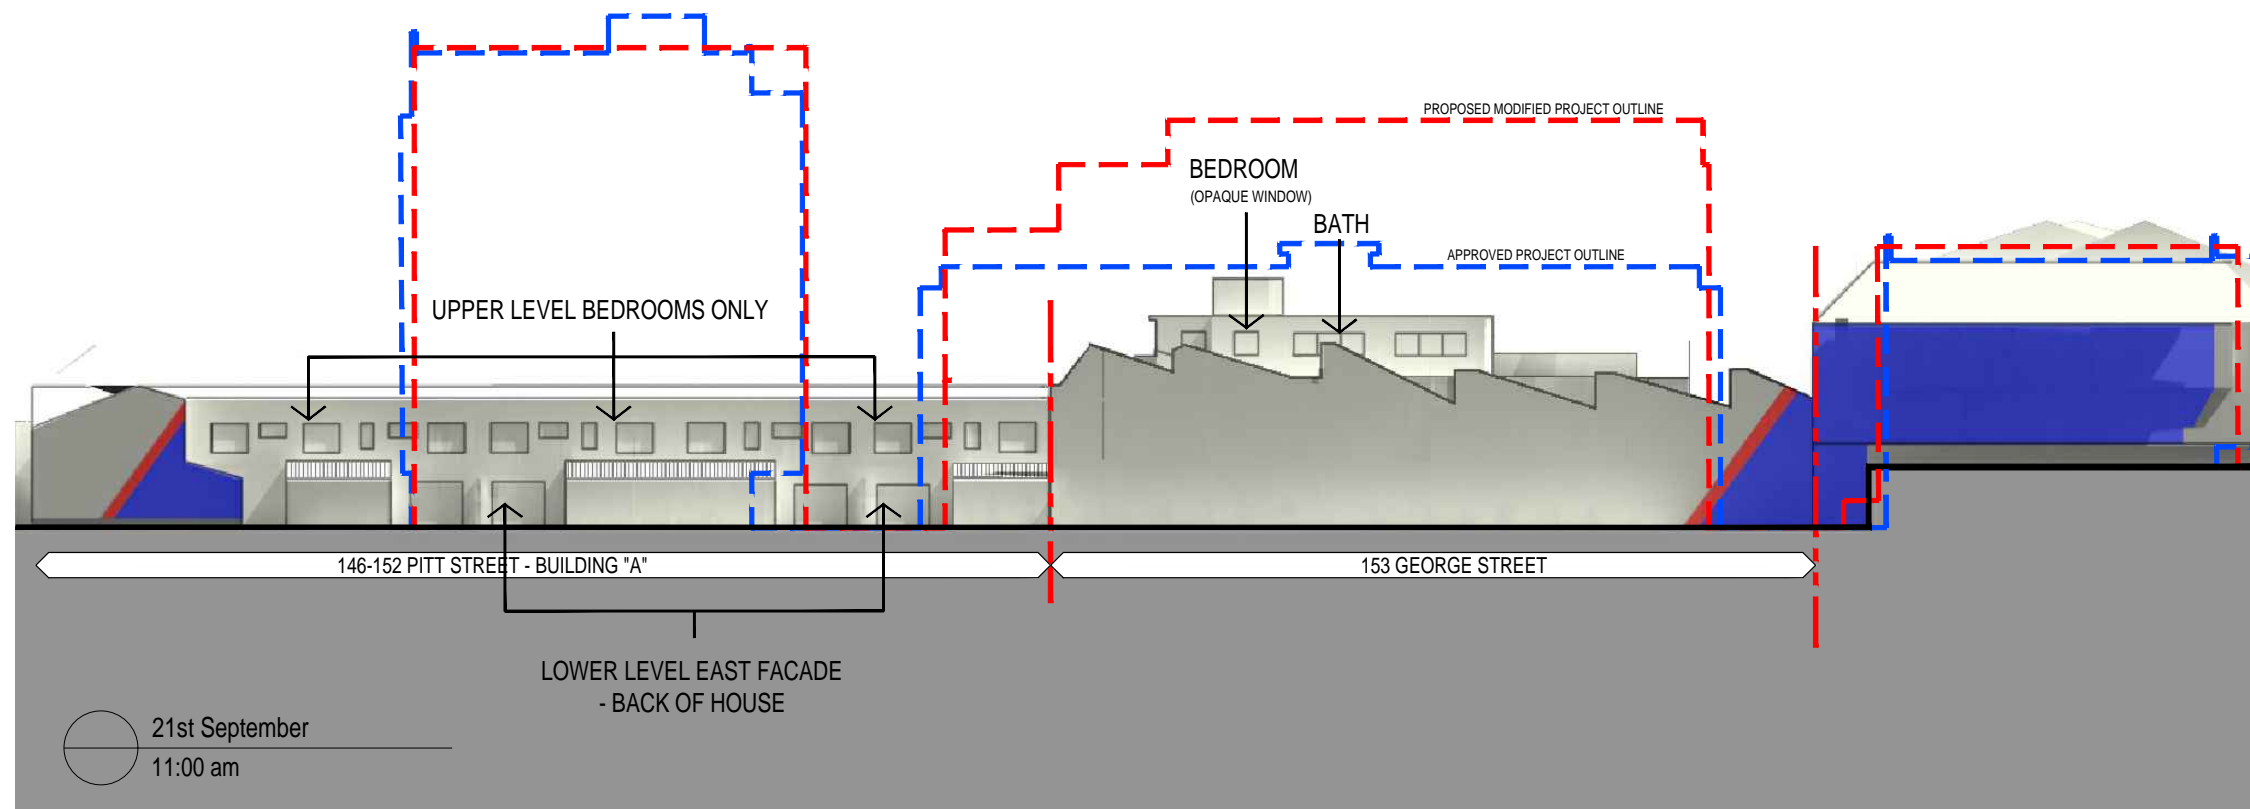 PROPOSED MODIFIED PROJECT OUTLINE
BEDROOM
(OPAQUE WINDOW)
BATH
APPROVED PROJECT OUTLINE
UPPER LEVEL BEDROOMS ONLY
146-152 PITT STREET - BUILDING "A"
153 GEORGE STREET
LOWER LEVEL EAST FACADE
- BACK OF HOUSE
21st September
11:00 am